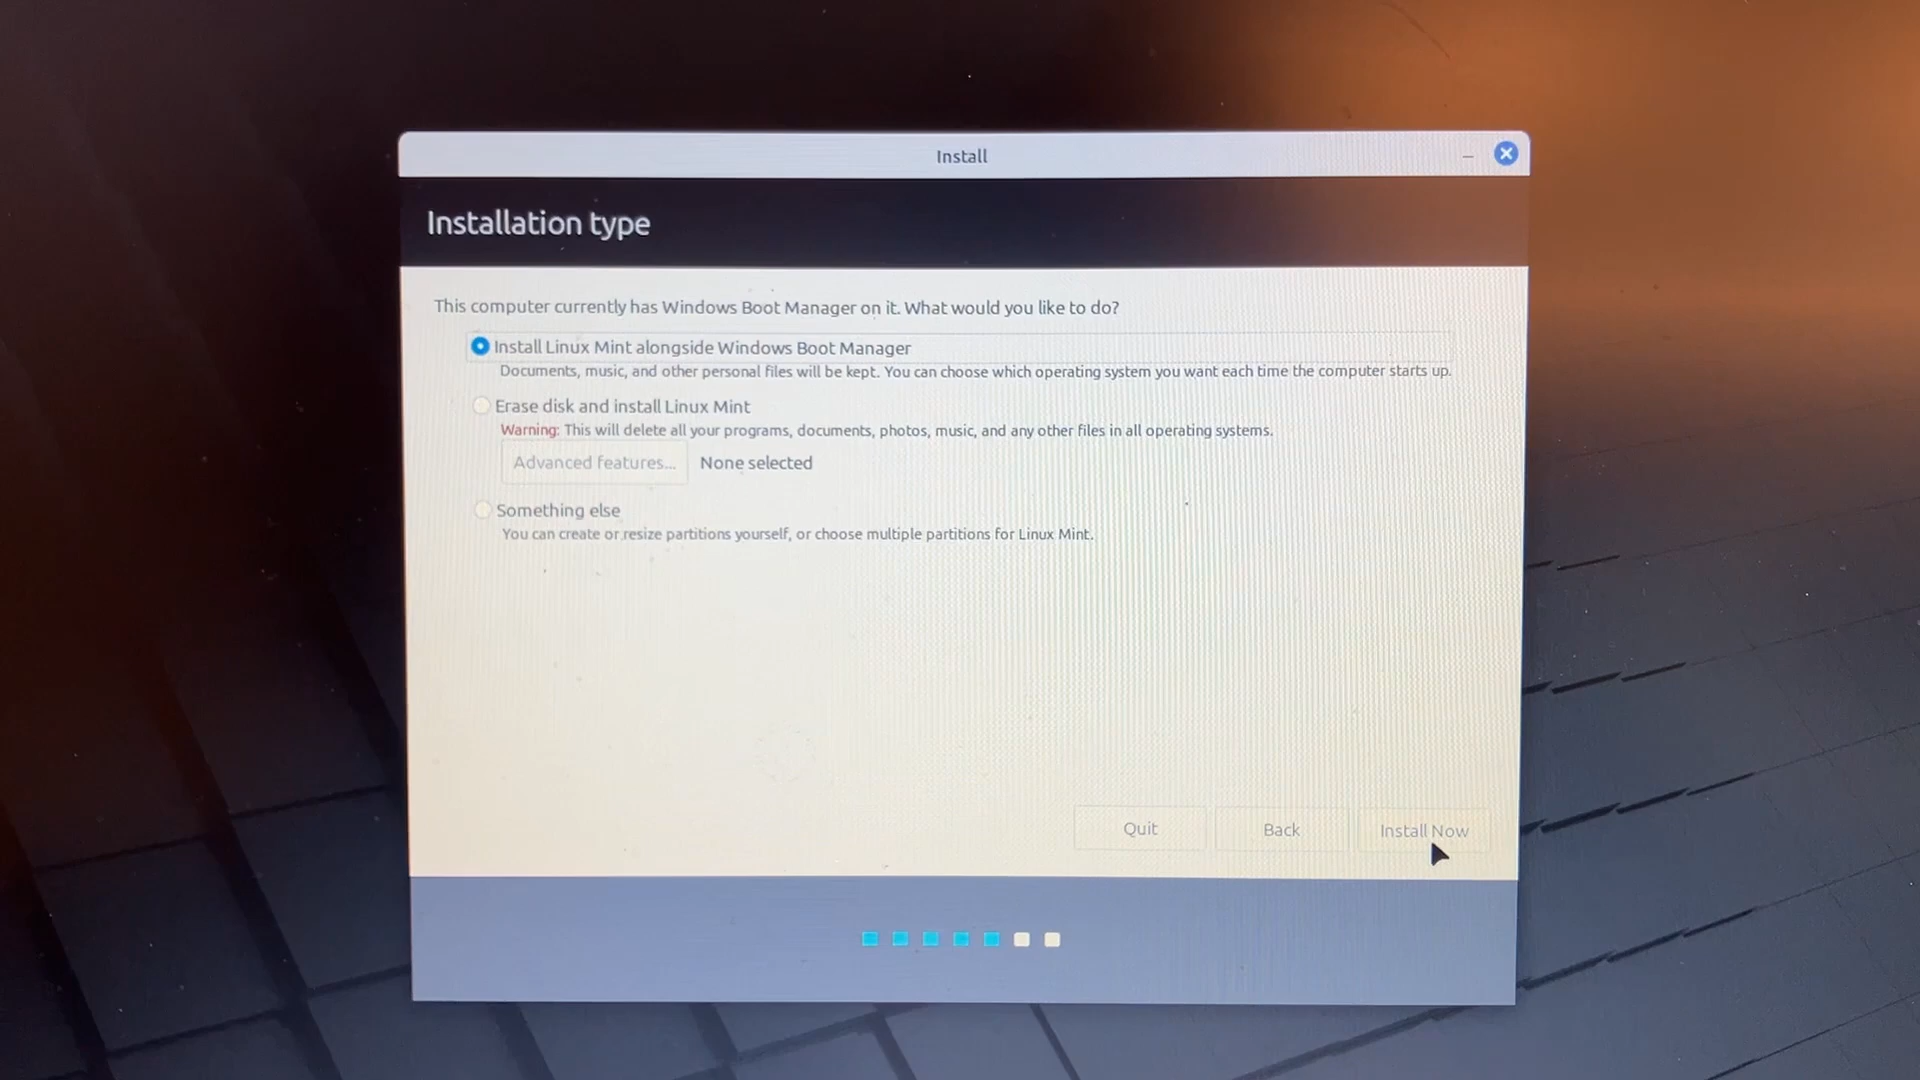 Install
Installation type
This computer currently has Windows Boot Manager on it. What would you like to do?
Install Linux Mint alongside Windows Boot Manager
Documents, music, and other personal files will be kept. You can choose which operating system you want each time the computer starts up.
Erase disk and install Linux Mint
Warning: This will delete all your programs, documents, photos, music, and any other files in all operating systems.
Advanced features... None selected
Something else
You can create or resize partitions yourself, or choose multiple partitions for Linux Mint.
Quit Back Install Now